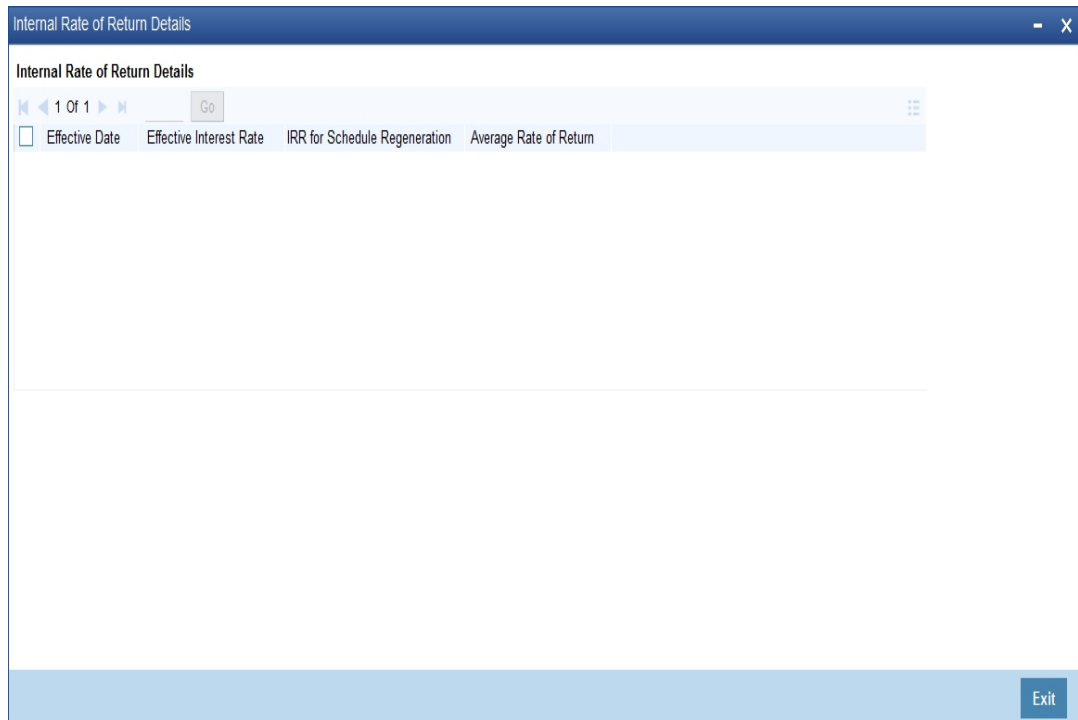 Internal Rate of Return Details - X
Internal Rate of Return Details
1 Of 1 Go
Effective Date Effective Interest Rate IRR for Schedule Regeneration Average Rate of Return
Exit